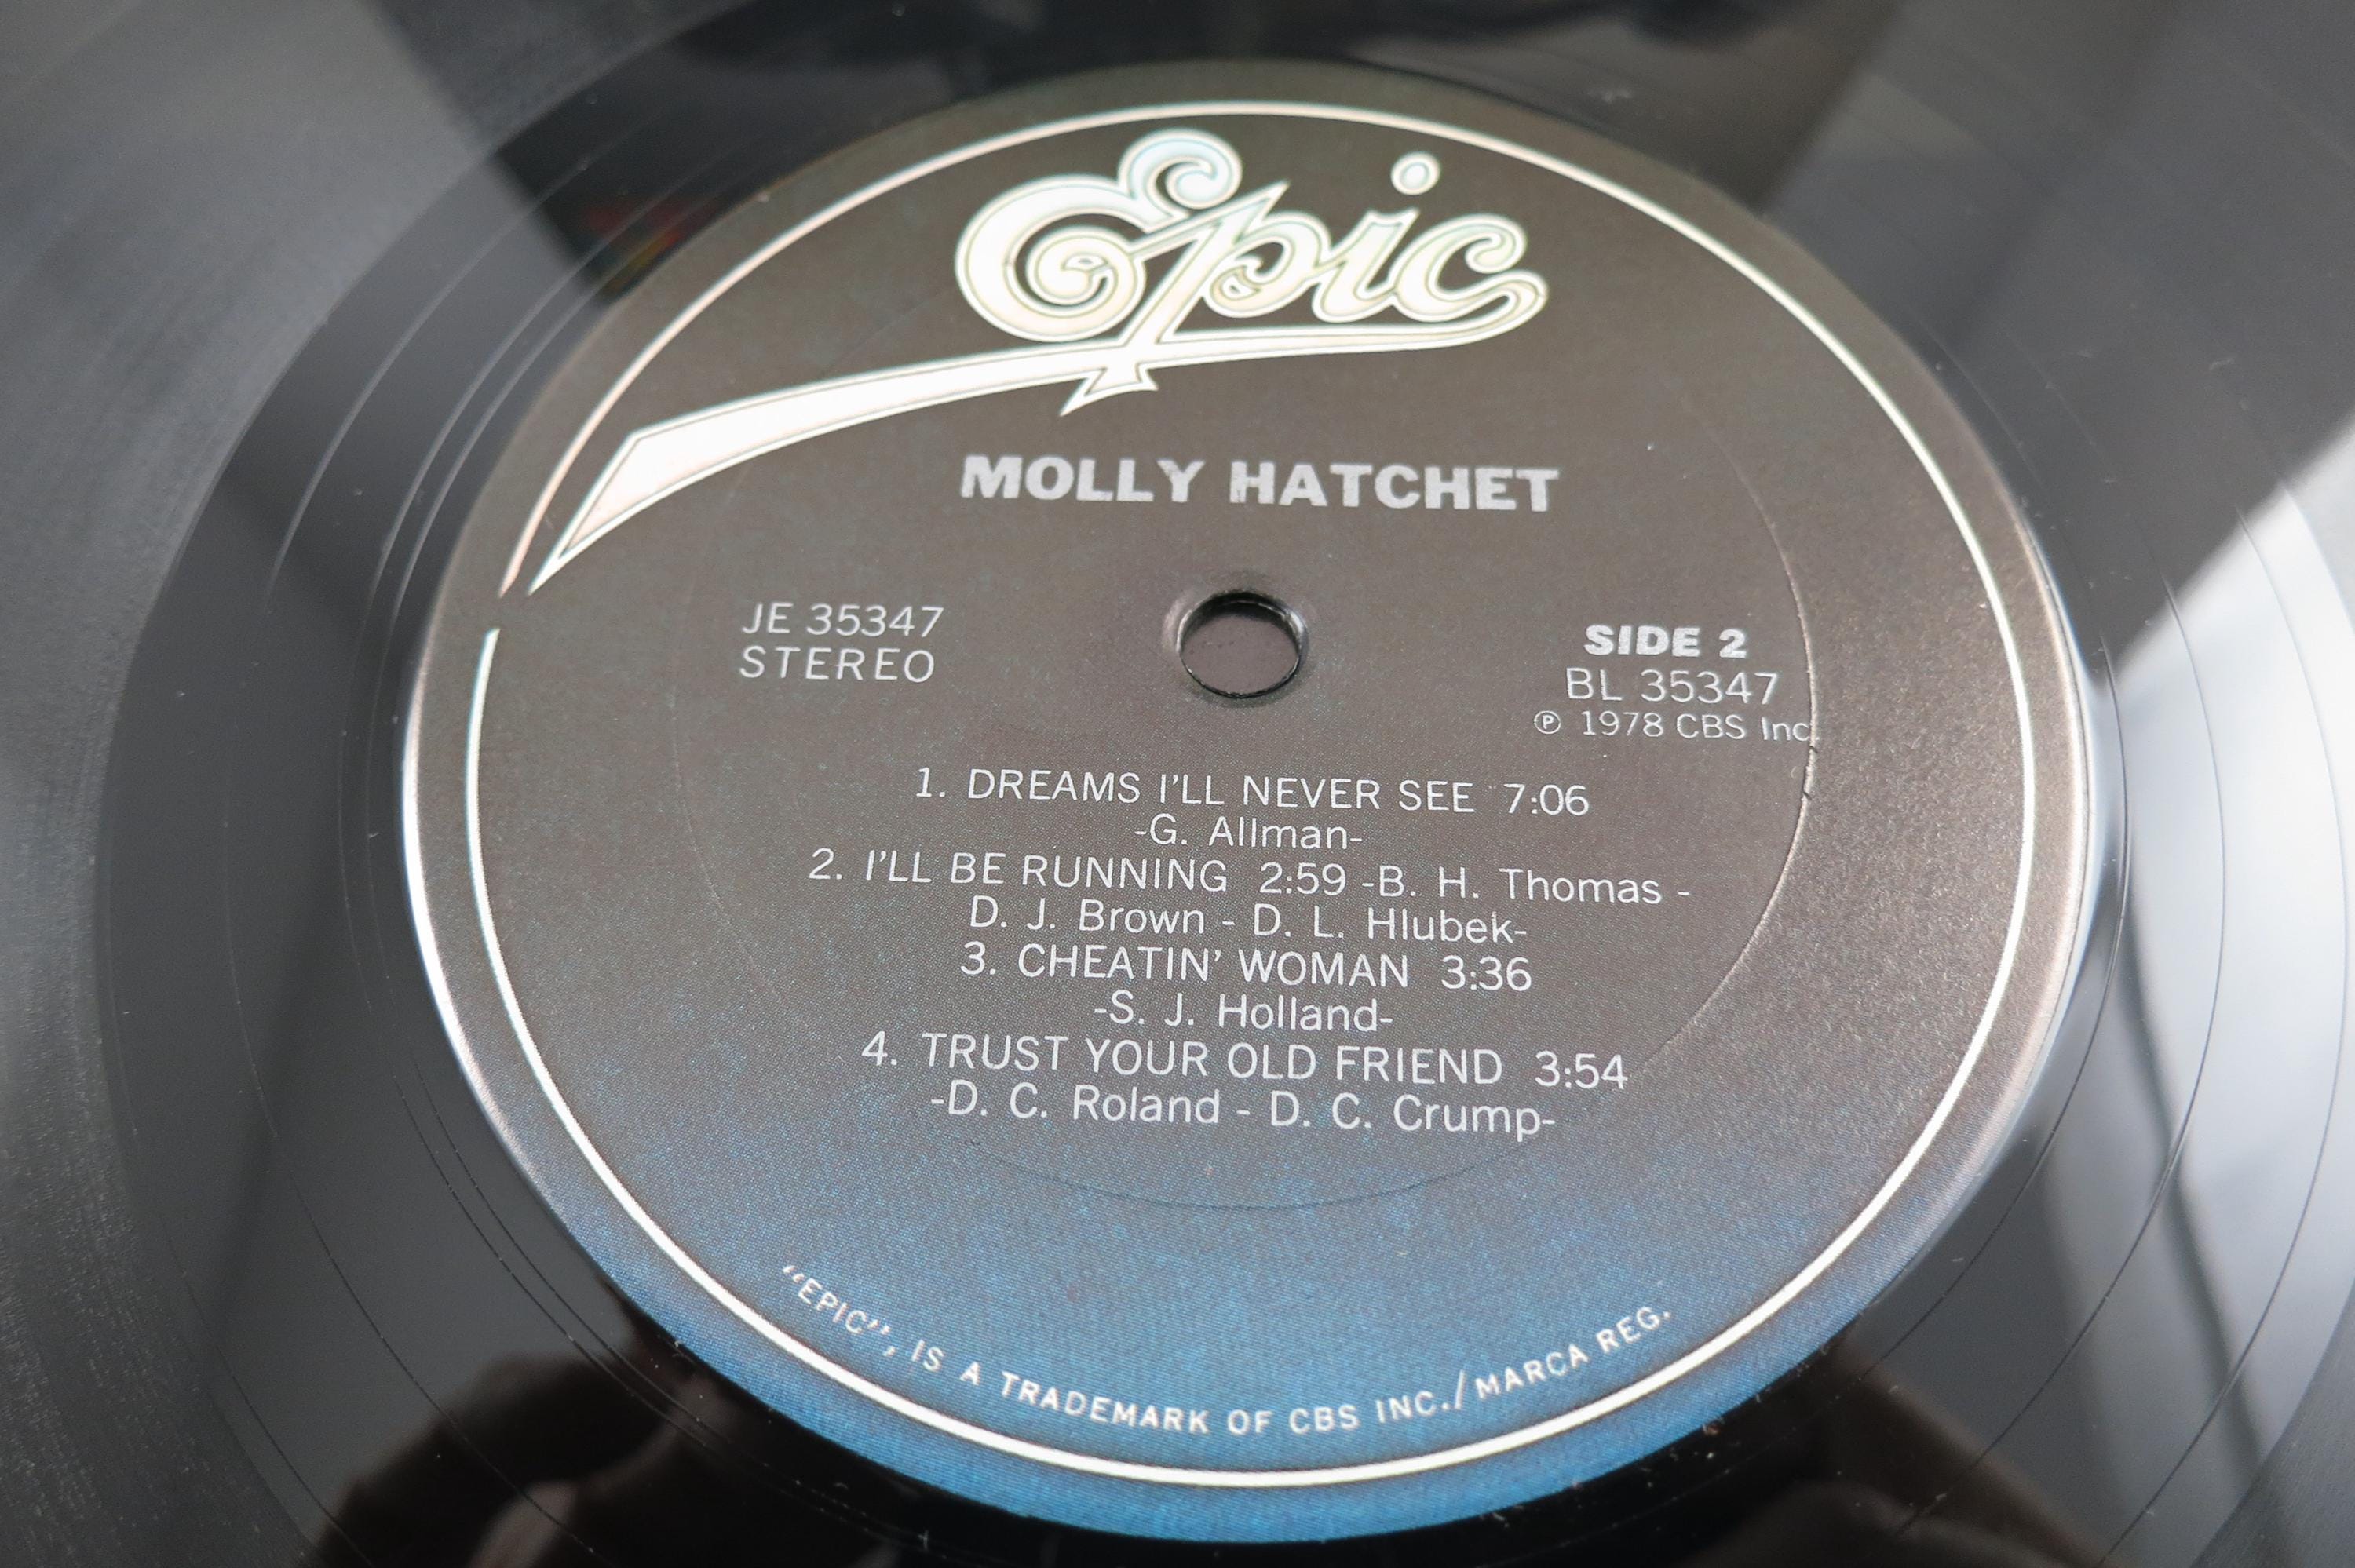 Epic
MOLLY HATCHET
JE 35347
STEREO
SIDE 2
BL 35347
℗ 1978 CBS Inc.
1. DREAMS I'LL NEVER SEE 7:06
-G. Allman-
2. I'LL BE RUNNING 2:59 -B. H. Thomas -
D. J. Brown - D. L. Hlubek-
3. CHEATIN' WOMAN 3:36
-S. J. Holland-
4. TRUST YOUR OLD FRIEND 3:54
-D. C. Roland - D. C. Crump-
“EPIC”, IS A TRADEMARK OF CBS INC./MARCA REG.